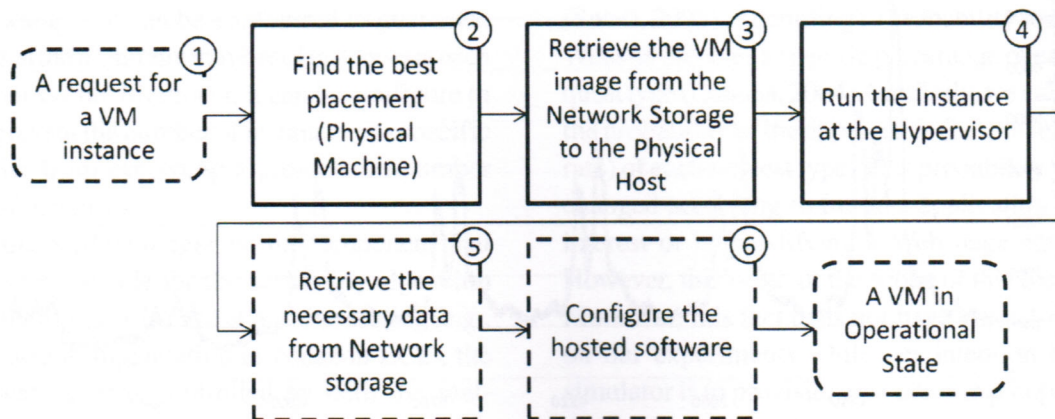 1
A request for
a VM
instance
2
Find the best
placement
(Physical
Machine)
3
Retrieve the VM
image from the
Network Storage
to the Physical
Host
4
Run the Instance
at the Hypervisor
5
Retrieve the
necessary data
from Network
storage
6
Configure the
hosted software
A VM in
Operational
State